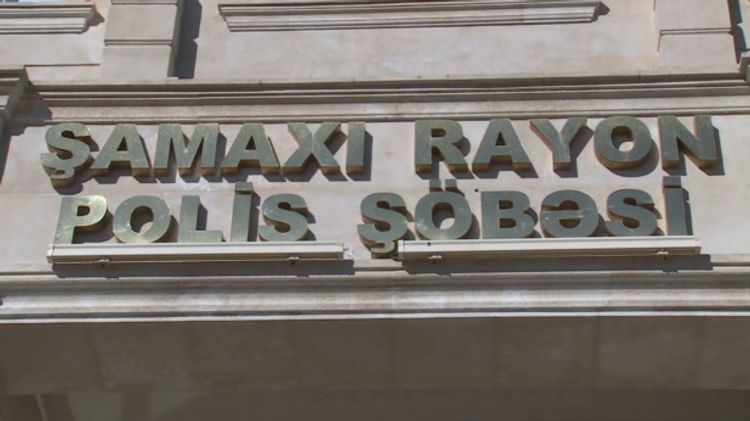 ŞAMAXI RAYON
POLİS ŞÖBƏSİ